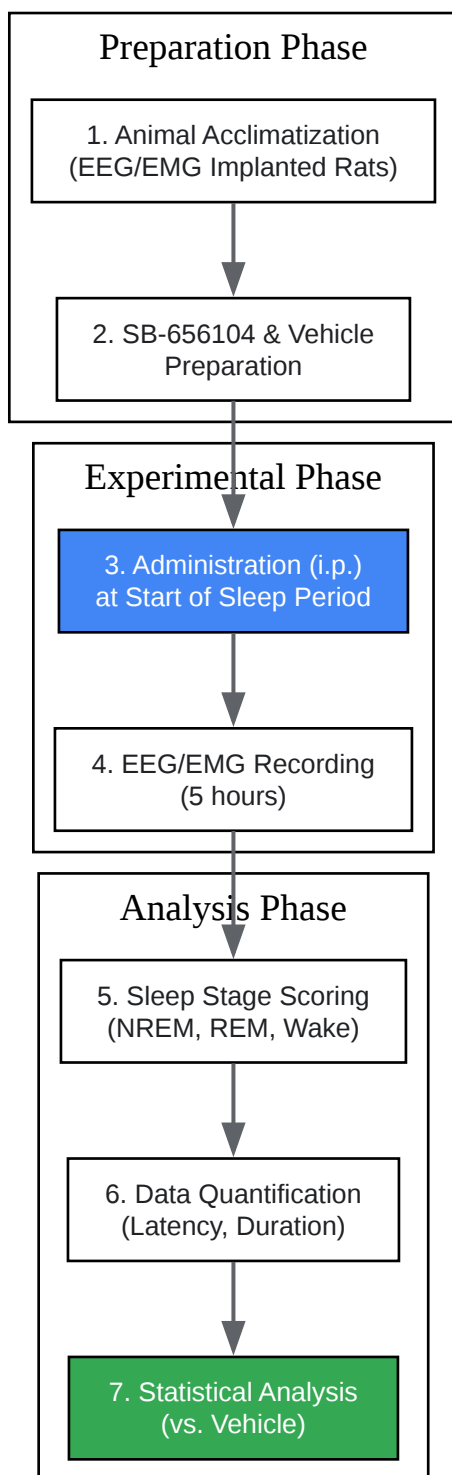 Preparation Phase
1. Animal Acclimatization
(EEG/EMG Implanted Rats)
2. SB-656104 & Vehicle
Preparation
Experimental Phase
3. Administration (i.p.)
at Start of Sleep Period
4. EEG/EMG Recording
(5 hours)
Analysis Phase
5. Sleep Stage Scoring
(NREM, REM, Wake)
6. Data Quantification
(Latency, Duration)
7. Statistical Analysis
(vs. Vehicle)